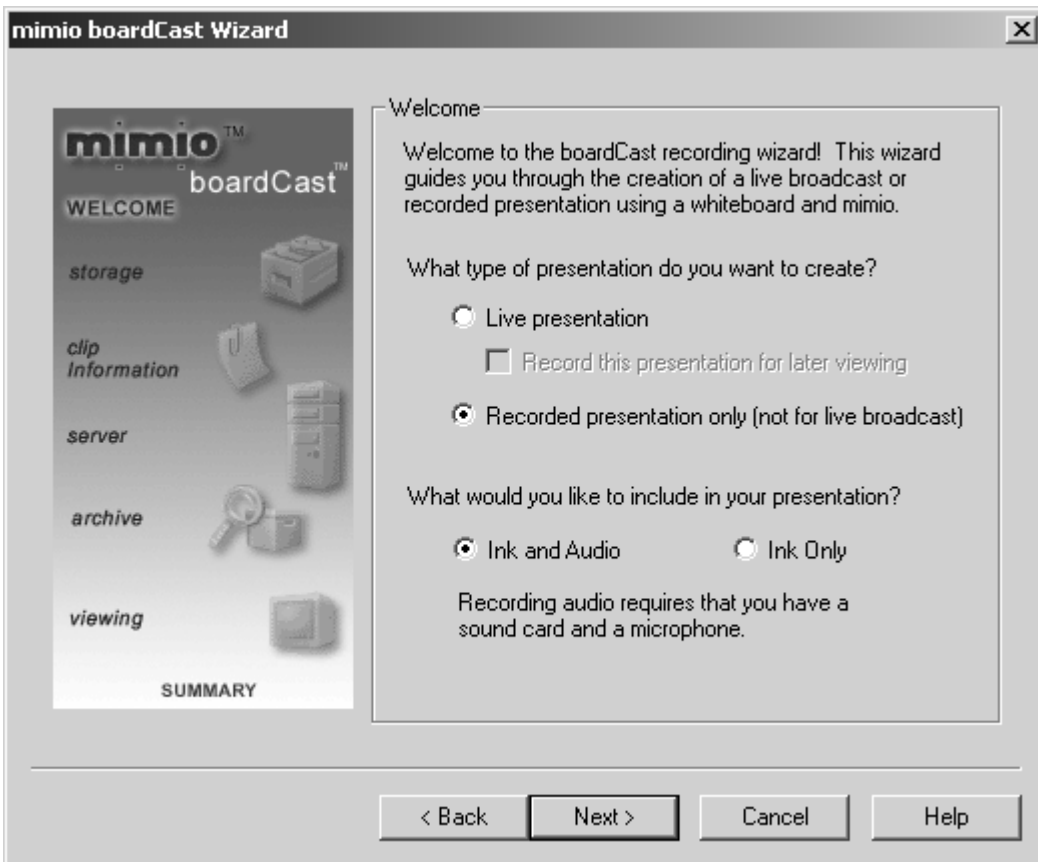 mimio boardCast Wizard
mimio™
boardCast™
WELCOME
storage
clip
Information
server
archive
viewing
SUMMARY
Welcome
Welcome to the boardCast recording wizard! This wizard
guides you through the creation of a live broadcast or
recorded presentation using a whiteboard and mimio.
What type of presentation do you want to create?
Live presentation
Record this presentation for later viewing
Recorded presentation only (not for live broadcast)
What would you like to include in your presentation?
Ink and Audio
Ink Only
Recording audio requires that you have a
sound card and a microphone.
< Back
Next >
Cancel
Help